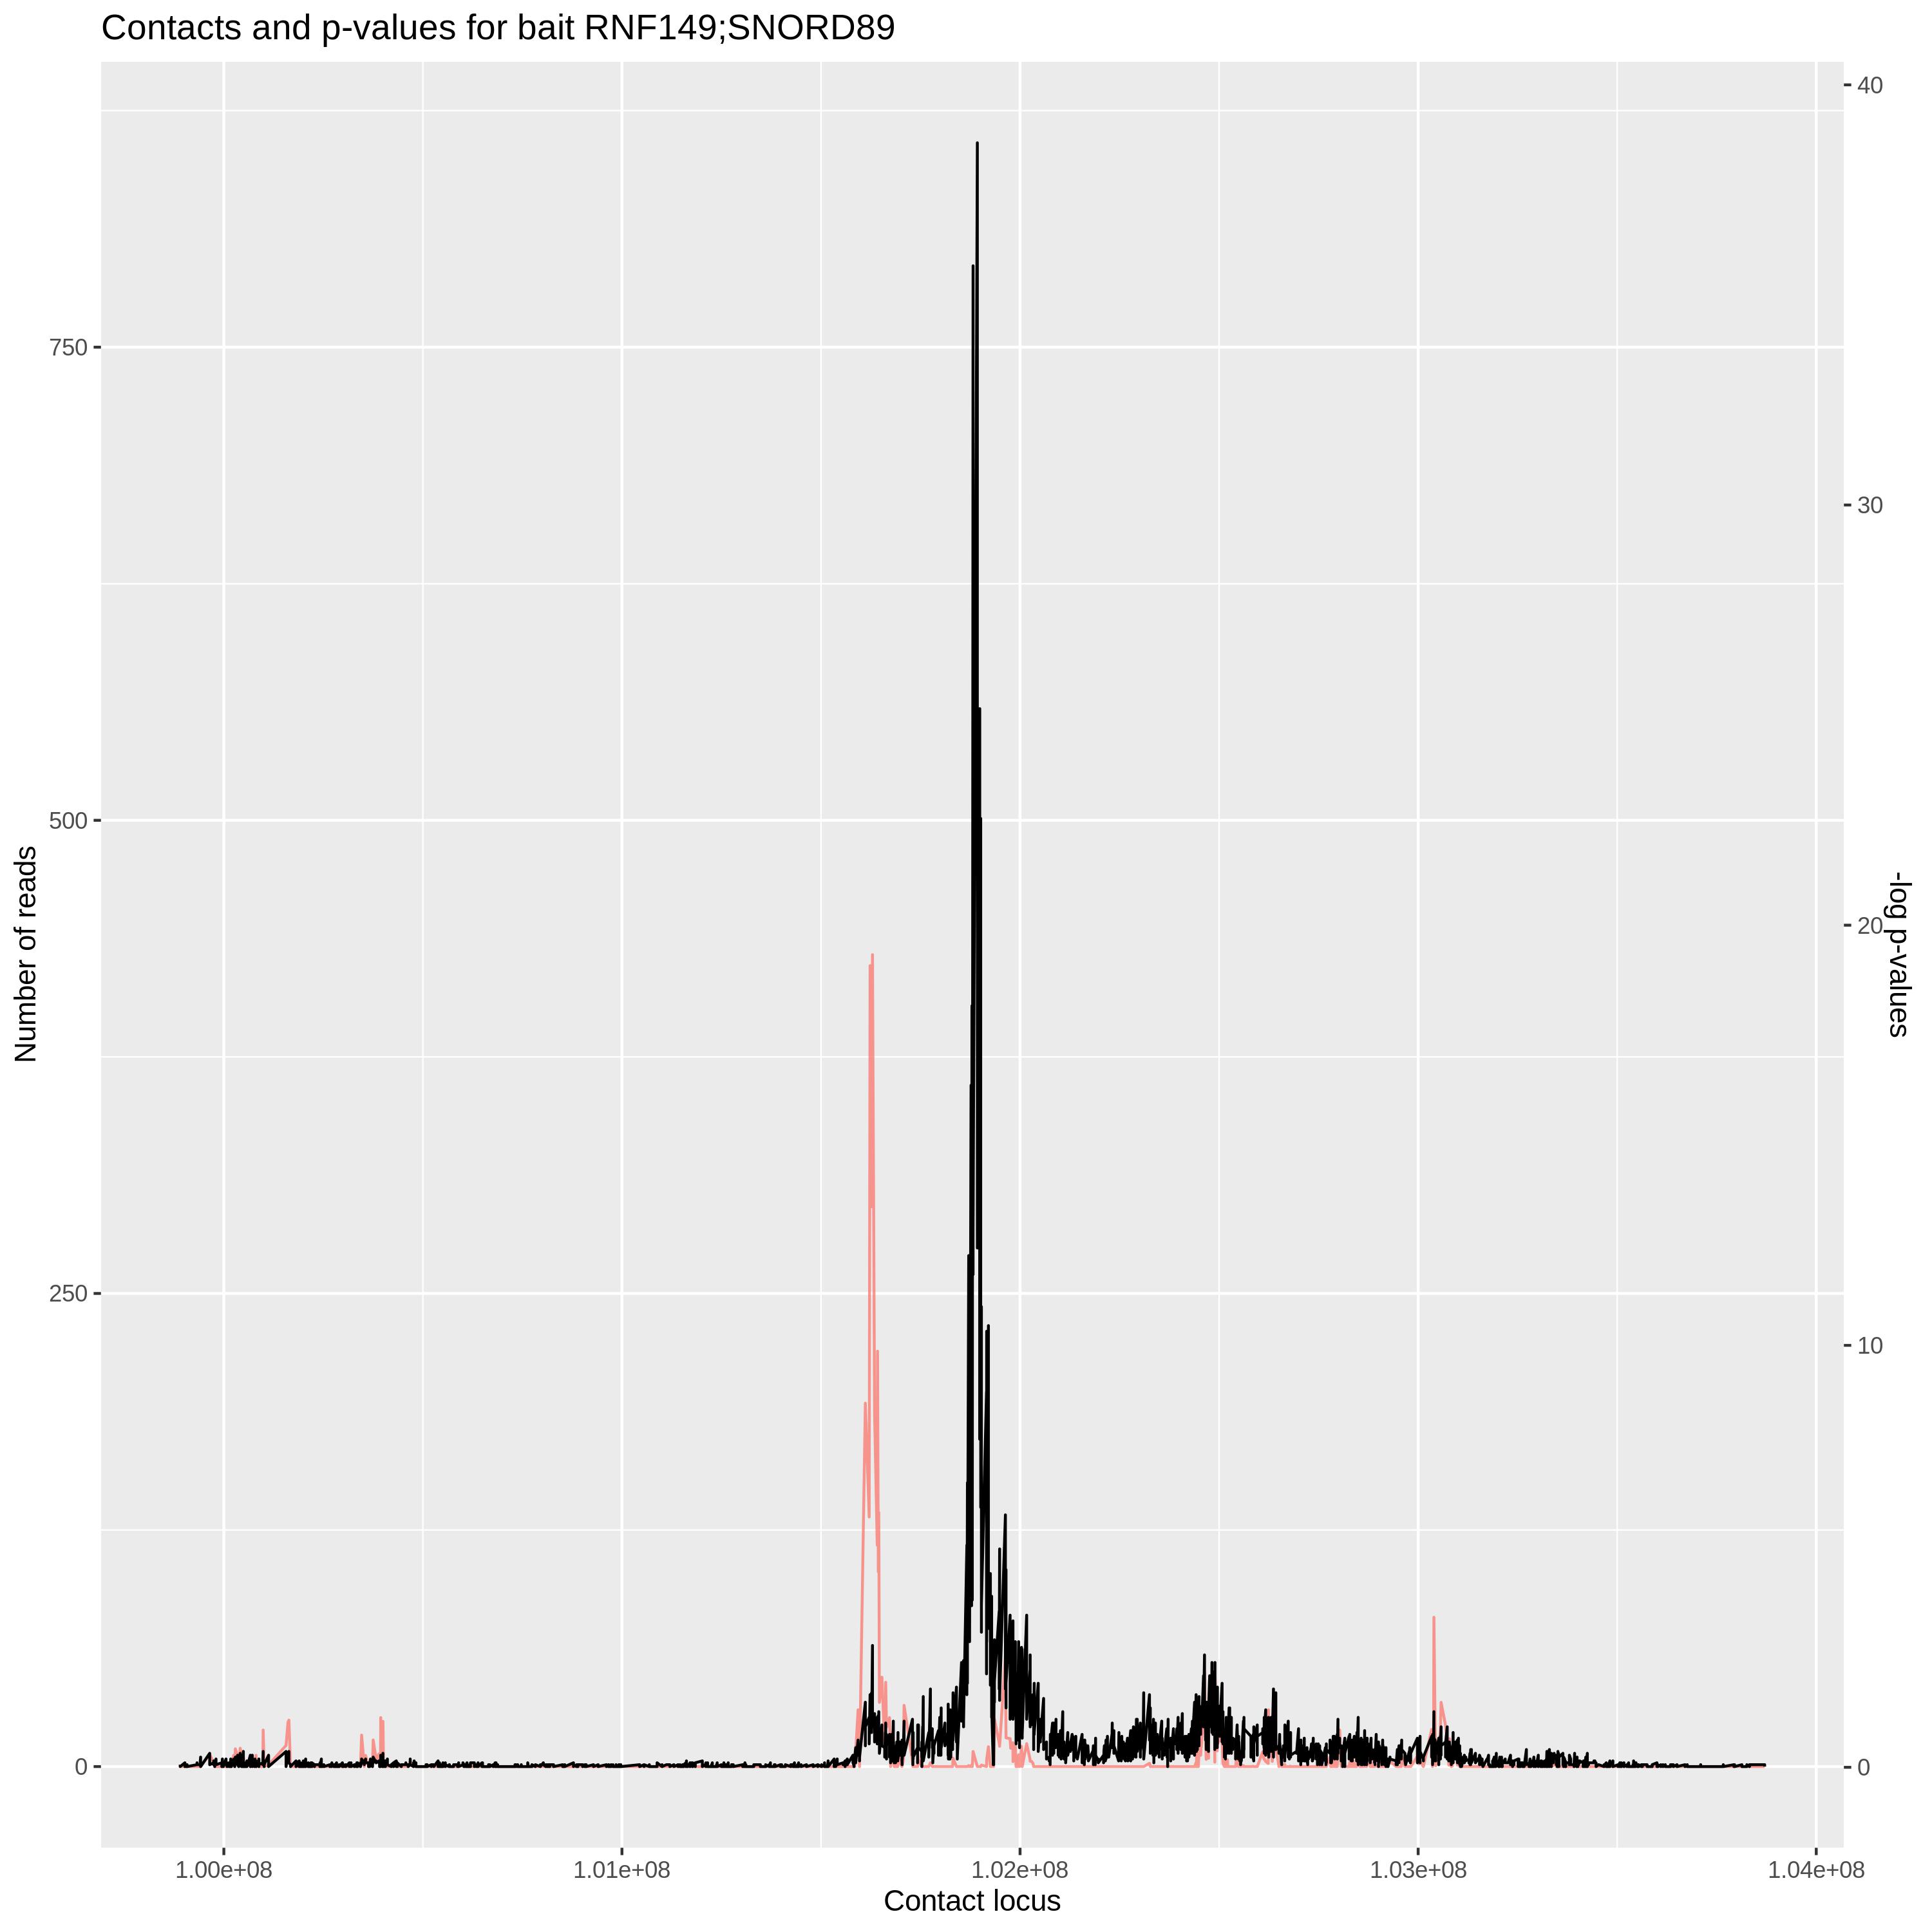 Contacts and p-values for bait RNF149;SNORD89
40
750
30
500
Number of reads
-log p-values
20
250
10
0
0
1.00e+08
1.01e+08
1.02e+08
1.03e+08
1.04e+08
Contact locus